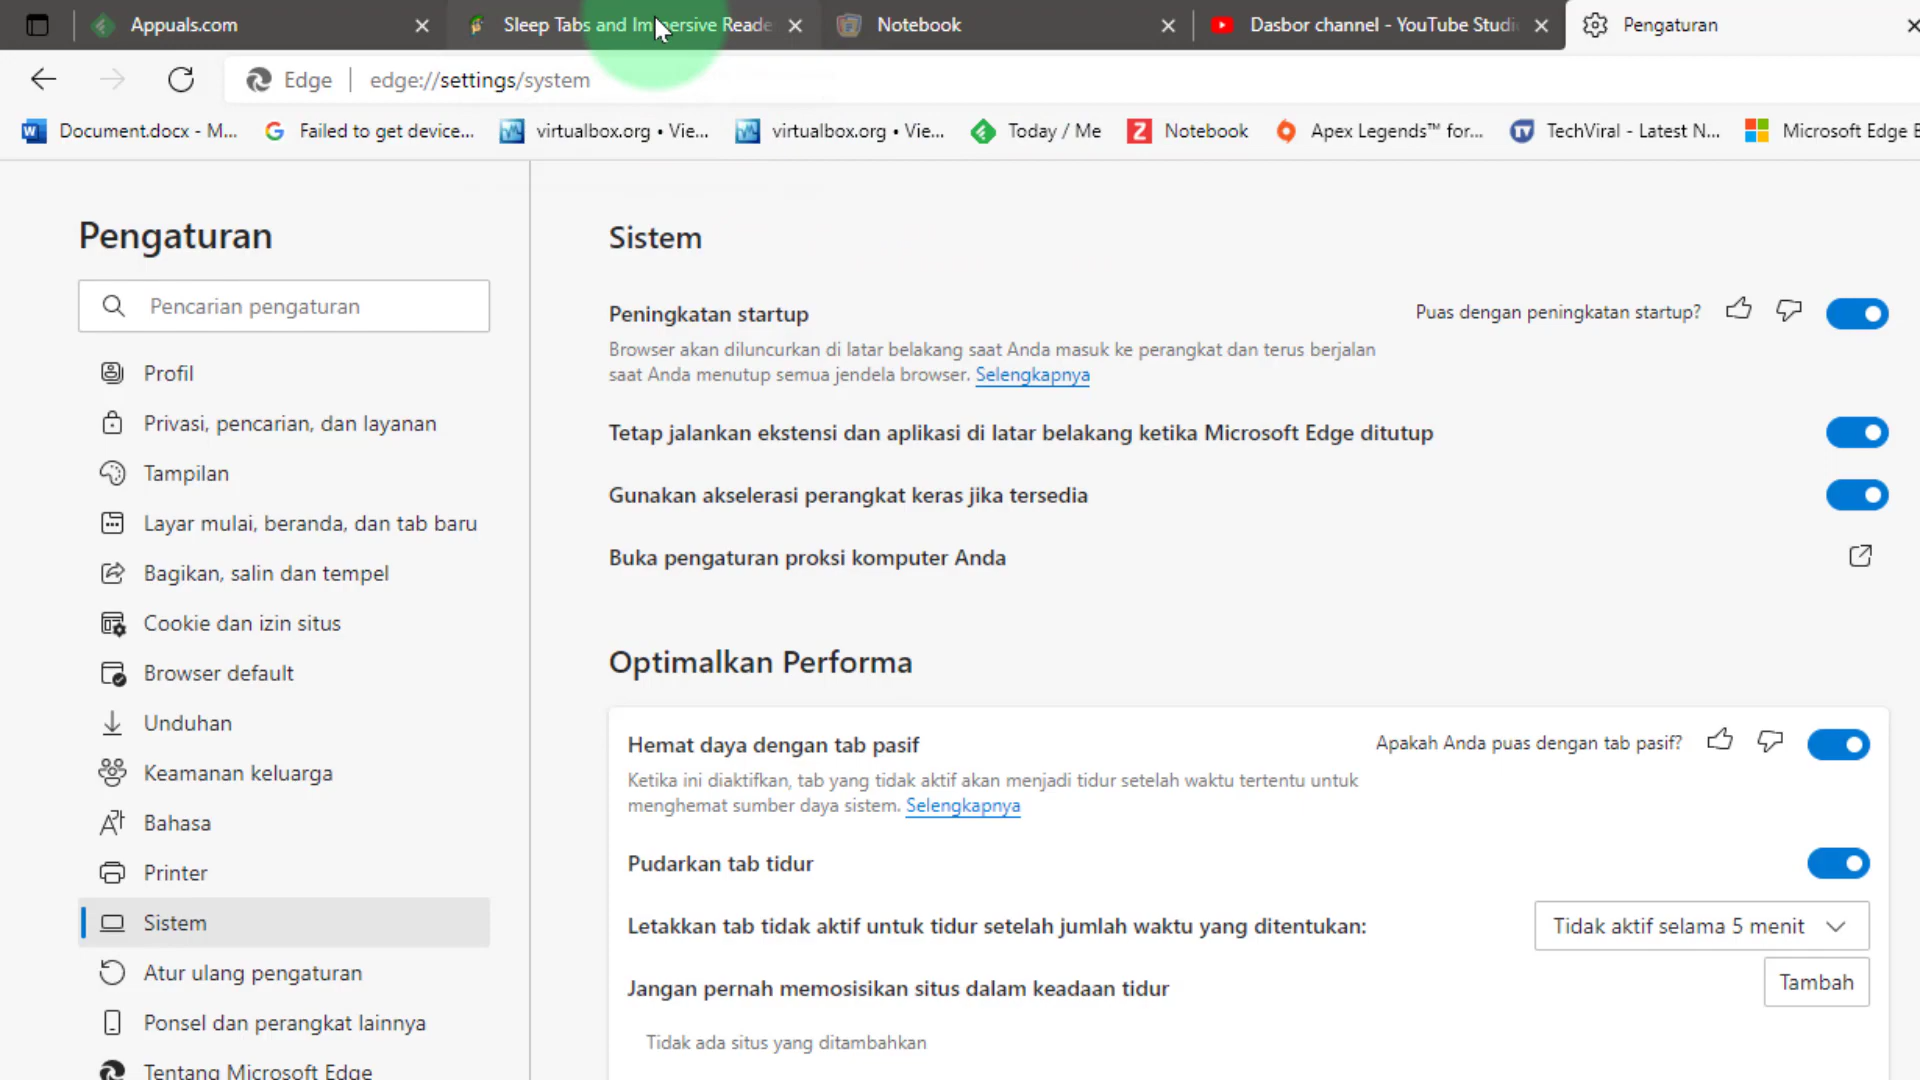 Appuals.com
Sleep Tabs and Immersive Reade
Notebook
Dasbor channel - YouTube Studi
Pengaturan
Edge
edge://settings/system
Document.docx - M...
Failed to get device...
virtualbox.org • Vie...
virtualbox.org • Vie...
Today / Me
Notebook
Apex Legends™ for...
TechViral - Latest N...
Microsoft Edge E
Pengaturan
Pencarian pengaturan
Profil
Privasi, pencarian, dan layanan
Tampilan
Layar mulai, beranda, dan tab baru
Bagikan, salin dan tempel
Cookie dan izin situs
Browser default
Unduhan
Keamanan keluarga
Bahasa
Printer
Sistem
Atur ulang pengaturan
Ponsel dan perangkat lainnya
Tentang Microsoft Edge
Sistem
Peningkatan startup
Puas dengan peningkatan startup?
Browser akan diluncurkan di latar belakang saat Anda masuk ke perangkat dan terus berjalan
saat Anda menutup semua jendela browser. Selengkapnya
Tetap jalankan ekstensi dan aplikasi di latar belakang ketika Microsoft Edge ditutup
Gunakan akselerasi perangkat keras jika tersedia
Buka pengaturan proksi komputer Anda
Optimalkan Performa
Hemat daya dengan tab pasif
Apakah Anda puas dengan tab pasif?
Ketika ini diaktifkan, tab yang tidak aktif akan menjadi tidur setelah waktu tertentu untuk
menghemat sumber daya sistem. Selengkapnya
Pudarkan tab tidur
Letakkan tab tidak aktif untuk tidur setelah jumlah waktu yang ditentukan:
Tidak aktif selama 5 menit
Jangan pernah memosisikan situs dalam keadaan tidur
Tambah
Tidak ada situs yang ditambahkan